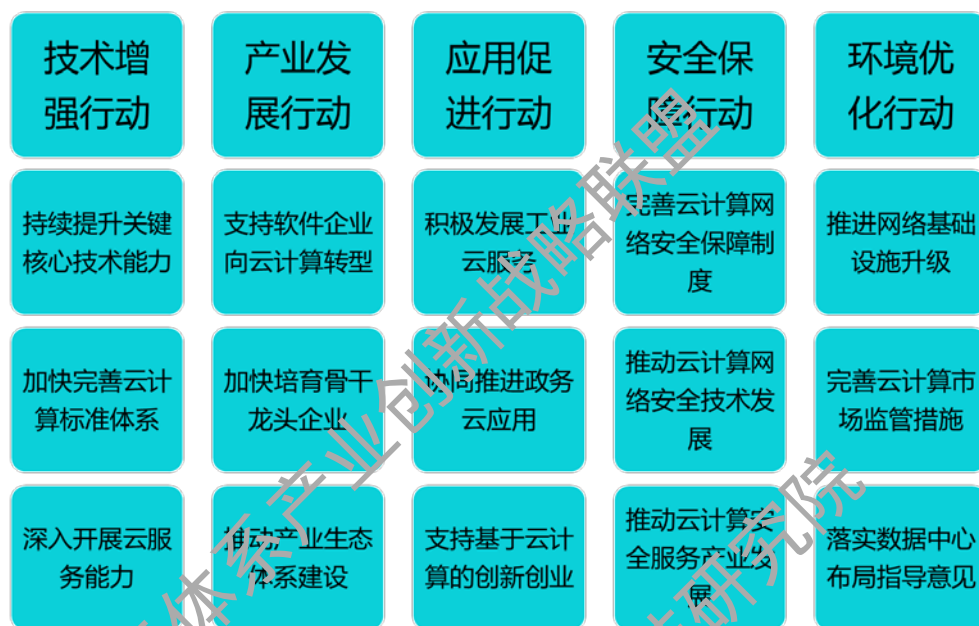 技术增
强行动
产业发
展行动
应用促
进行动
安全保
障行动
环境优
化行动
持续提升关键
核心技术能力
支持软件企业
向云计算转型
积极发展工业
云服务
完善云计算网
络安全保障制
度
推进网络基础
设施升级
加快完善云计
算标准体系
加快培育骨干
龙头企业
协同推进政务
云应用
推动云计算网
络安全技术发
展
完善云计算市
场监管措施
深入开展云服
务能力
推动产业生态
体系建设
支持基于云计
算的创新创业
推动云计算安
全服务产业发
展
落实数据中心
布局指导意见
体系产业创新战略联盟
研究院